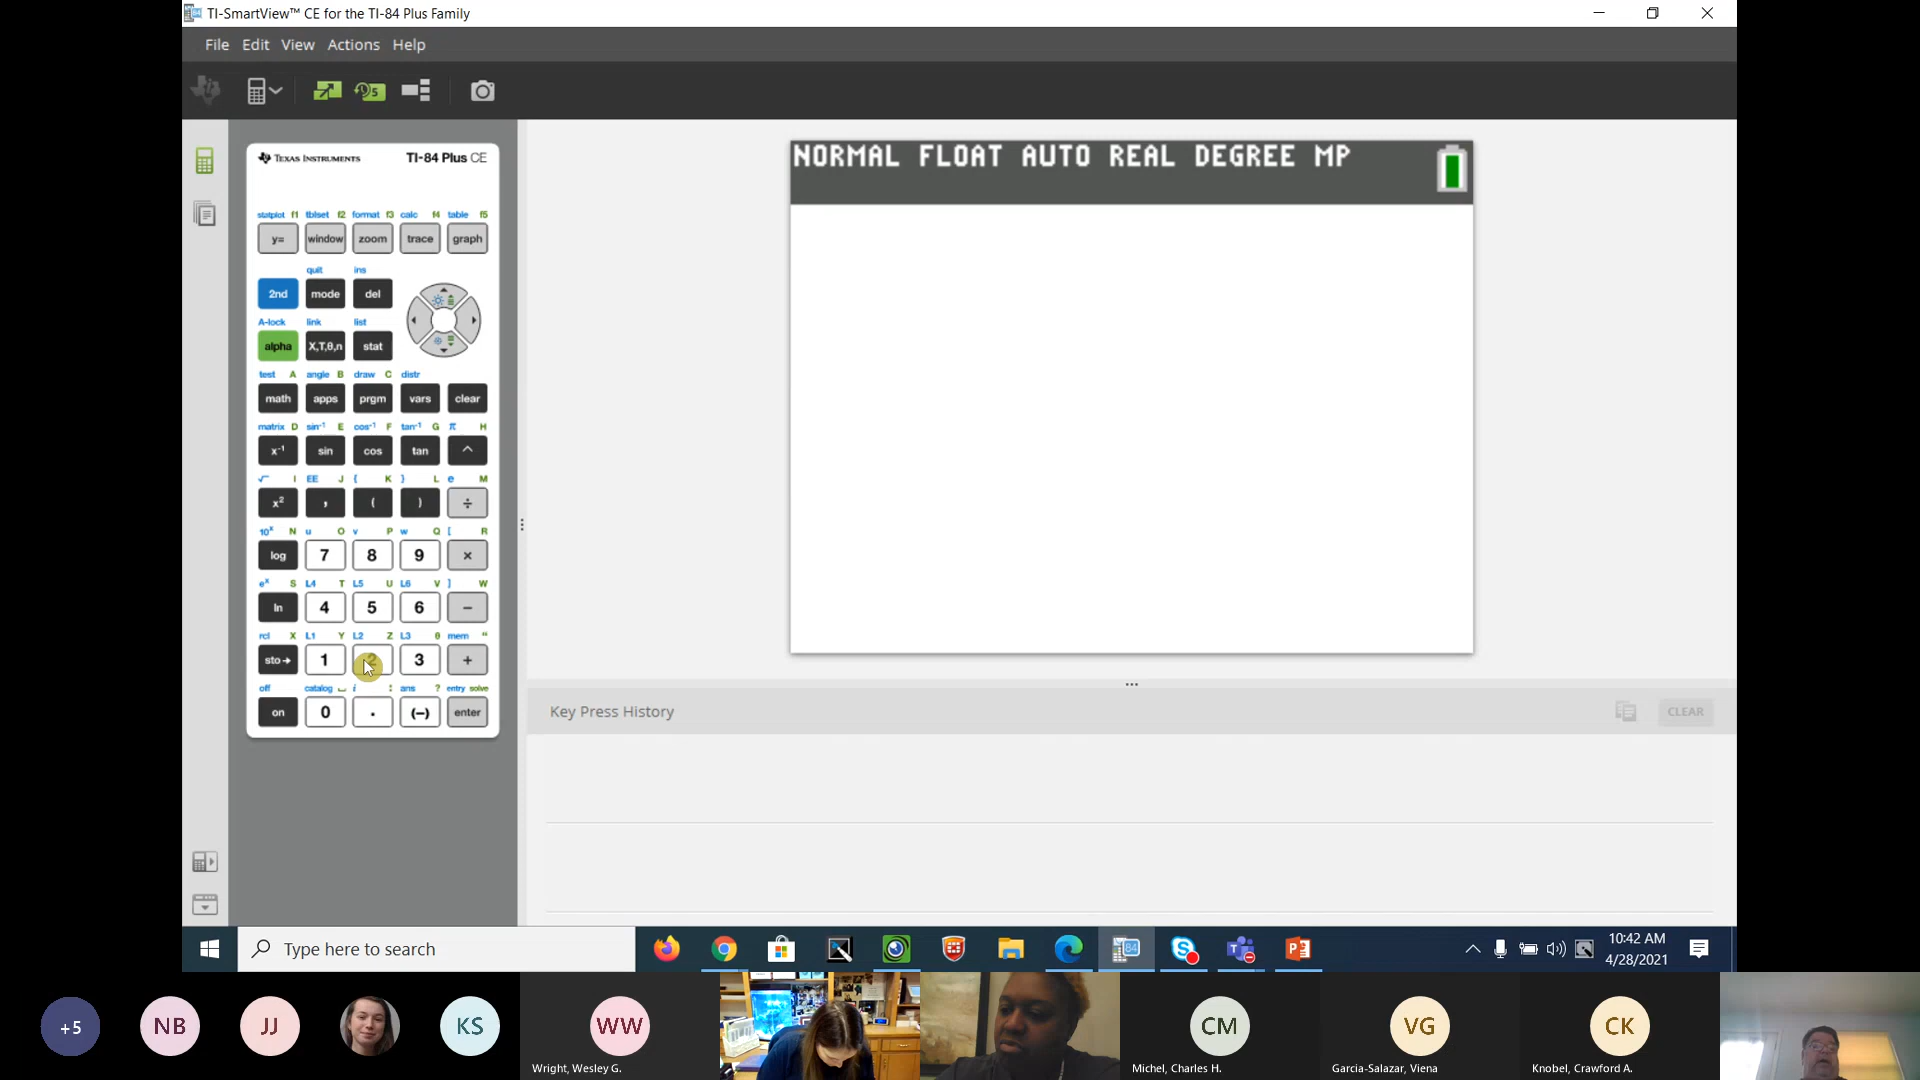 TI-SmartView™ CE for the TI-84 Plus Family
File Edit View Actions Help
5
TEXAS INSTRUMENTS TI-84 Plus CE
NORMAL FLOAT AUTO REAL DEGREE MP
statplot f1 tblset f2 format f3 calc f4 table f5
y= window zoom trace graph
quit ins
2nd mode del
A-lock link list
alpha X,T,θ,n stat
test A angle B draw C distr
math apps prgm vars clear
matrix D sin⁻¹ E cos⁻¹ F tan⁻¹ G π H
x⁻¹ sin cos tan ^
√ I EE J { K } L e M
x² , ( ) ÷
10ˣ N u O v P w Q [ R
log 7 8 9 ×
eˣ S L4 T L5 U L6 V ] W
ln 4 5 6 −
rcl X L1 Y L2 Z L3 θ mem "
sto→ 1 2 3 +
off catalog ⎵ i : ans ? entry solve
on 0 . (−) enter
Key Press History CLEAR
Type here to search
84
10:42 AM
4/28/2021
+5 NB JJ KS WW CM VG CK
Wright, Wesley G. Michel, Charles H. Garcia-Salazar, Viena Knobel, Crawford A.